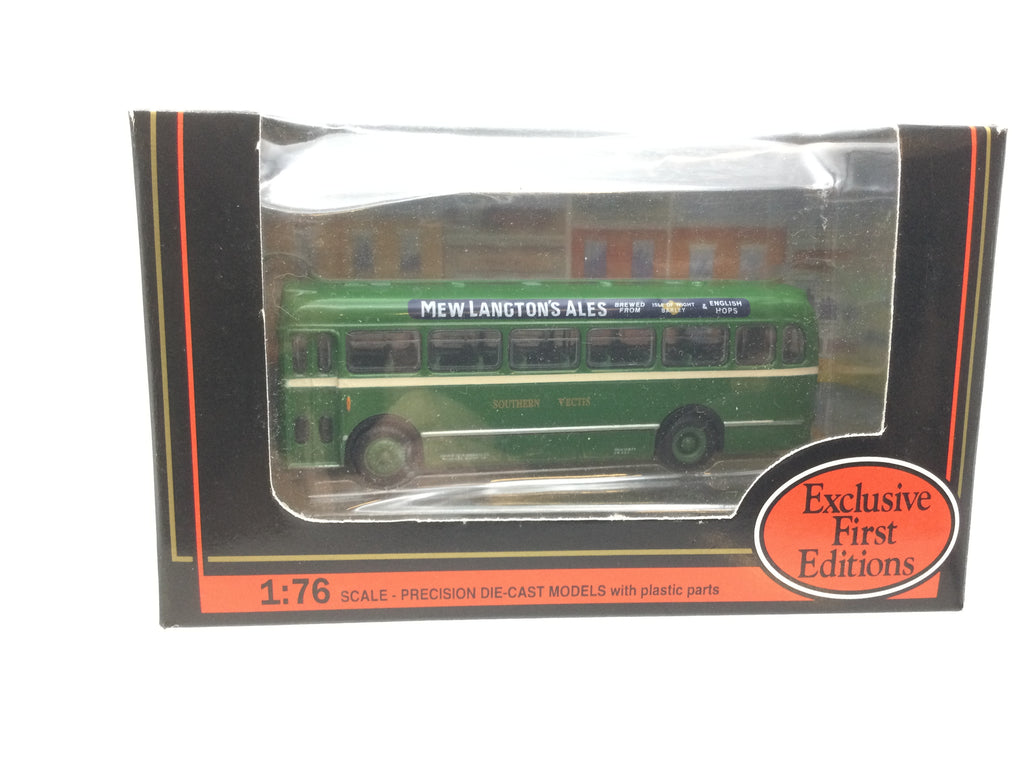 MEW LANGTON'S ALES BREWED FROM ISLE OF WIGHT BARLEY & ENGLISH HOPS
SOUTHERN VECTIS
Exclusive
First
Editions
1:76 SCALE - PRECISION DIE-CAST MODELS with plastic parts